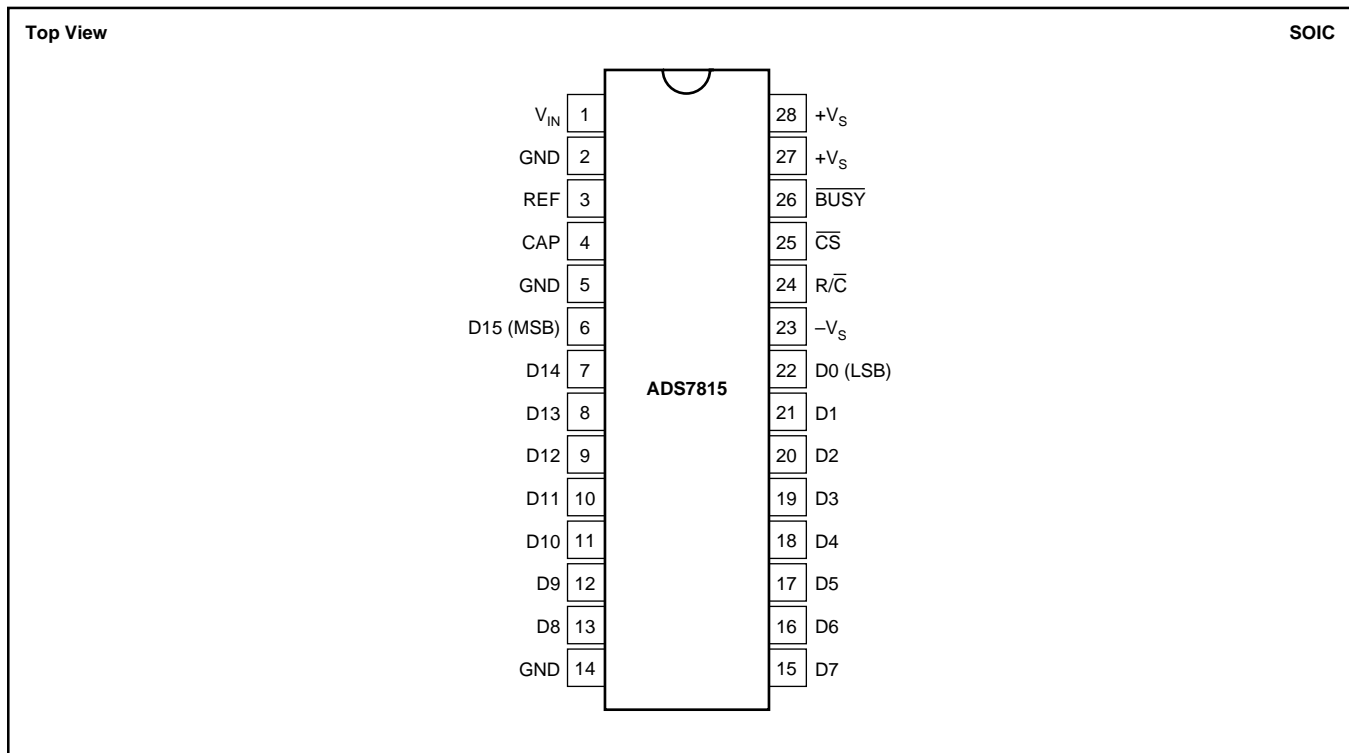 Top View SOIC
V_IN 1 28 +V_S
GND 2 27 +V_S
REF 3 26 B̅U̅S̅Y̅
CAP 4 25 C̅S̅
GND 5 24 R/C̅
D15 (MSB) 6 23 –V_S
D14 7 22 D0 (LSB)
ADS7815
D13 8 21 D1
D12 9 20 D2
D11 10 19 D3
D10 11 18 D4
D9 12 17 D5
D8 13 16 D6
GND 14 15 D7